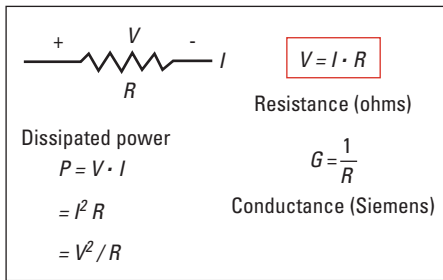 + V - I
R
V = I · R
Resistance (ohms)
Dissipated power
P = V · I
= I² R
= V² / R
G = 1/R
Conductance (Siemens)